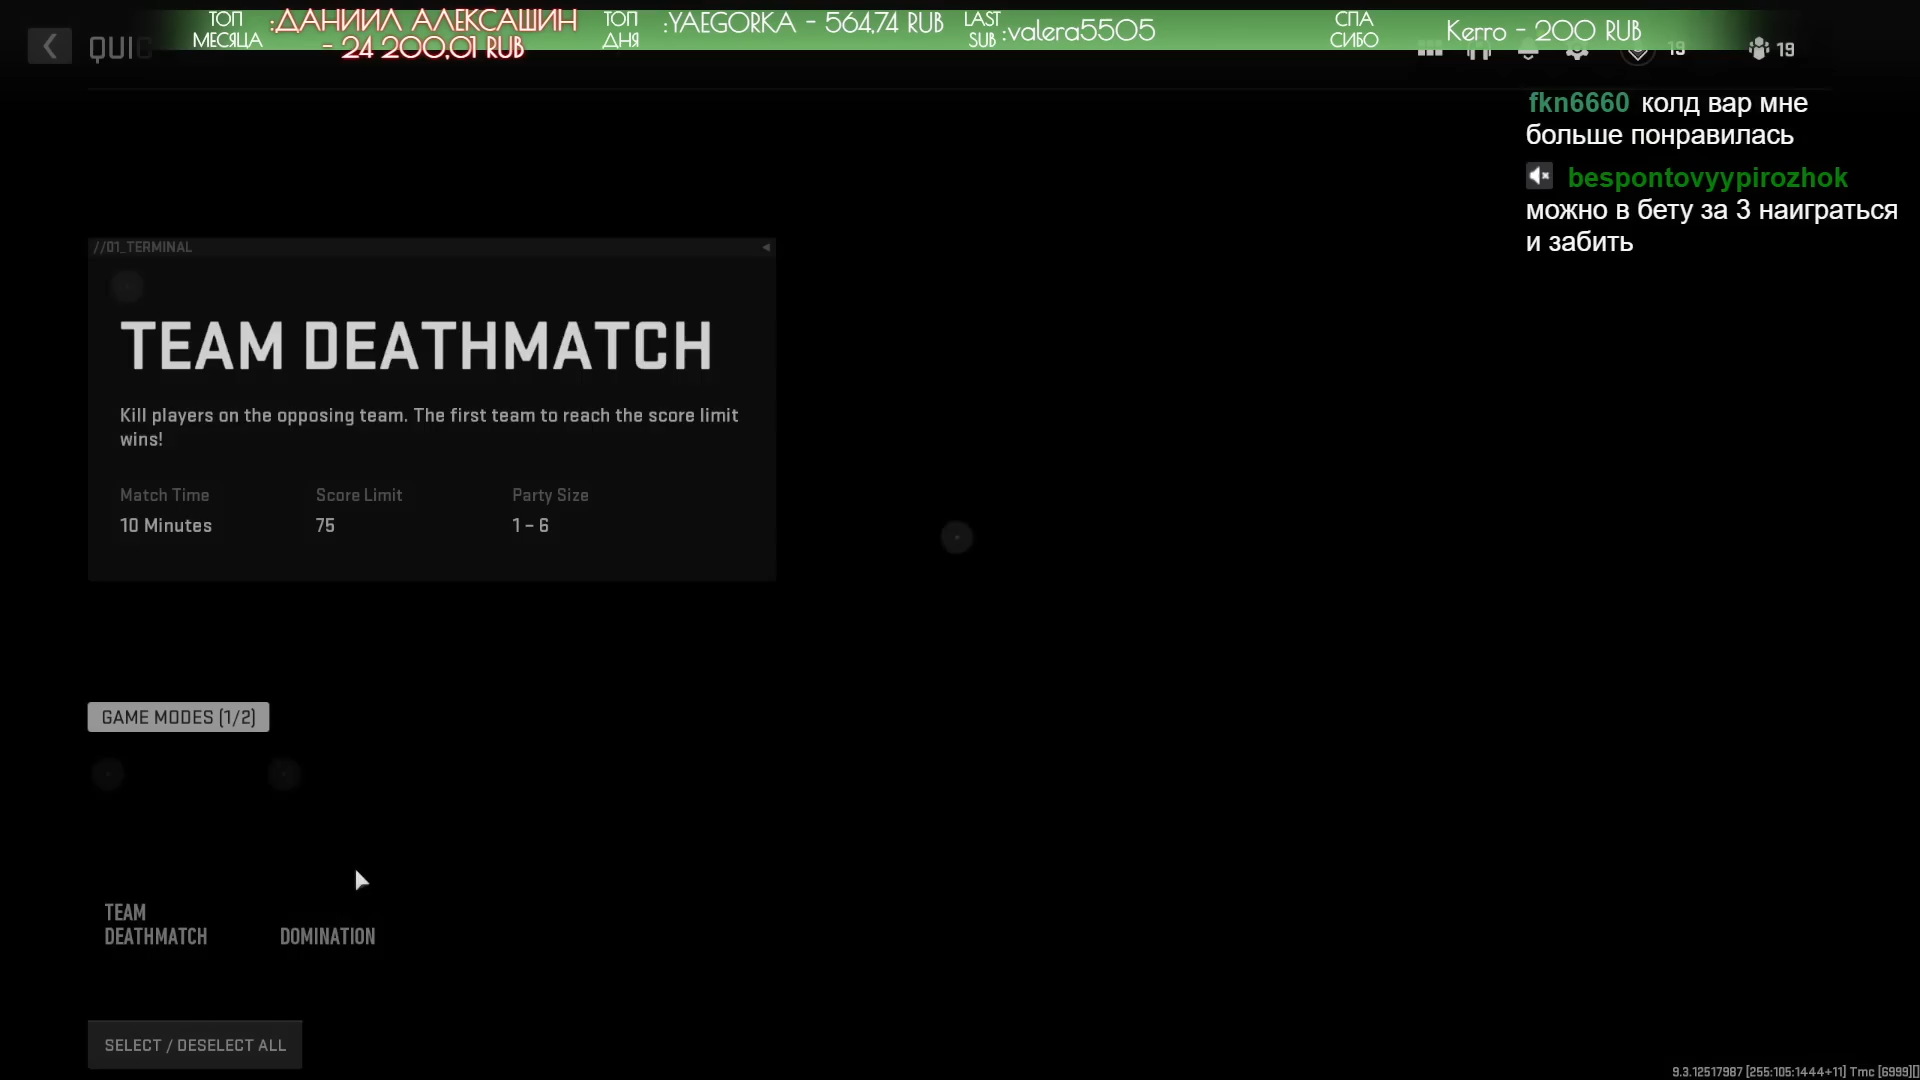 ТОП
МЕСЯЦА
:ДАНИИЛ АЛЕКСАШИН
- 24 200,01 RUB
ТОП
ДНЯ
:YAEGORKA - 564,74 RUB
LAST
SUB
:valera5505
СПА
СИБО
Kerro - 200 RUB
QUIC
19
19
fkn6660 колд вар мне
больше понравилась
bespontovyypirozhok
можно в бету за 3 наиграться
и забить
//01_TERMINAL
TEAM DEATHMATCH
Kill players on the opposing team. The first team to reach the score limit
wins!
Match Time
Score Limit
Party Size
10 Minutes
75
1 – 6
GAME MODES (1/2)
TEAM
DEATHMATCH
DOMINATION
SELECT / DESELECT ALL
9.3.12517987 [255:105:1444+11] Tmc [6999][]